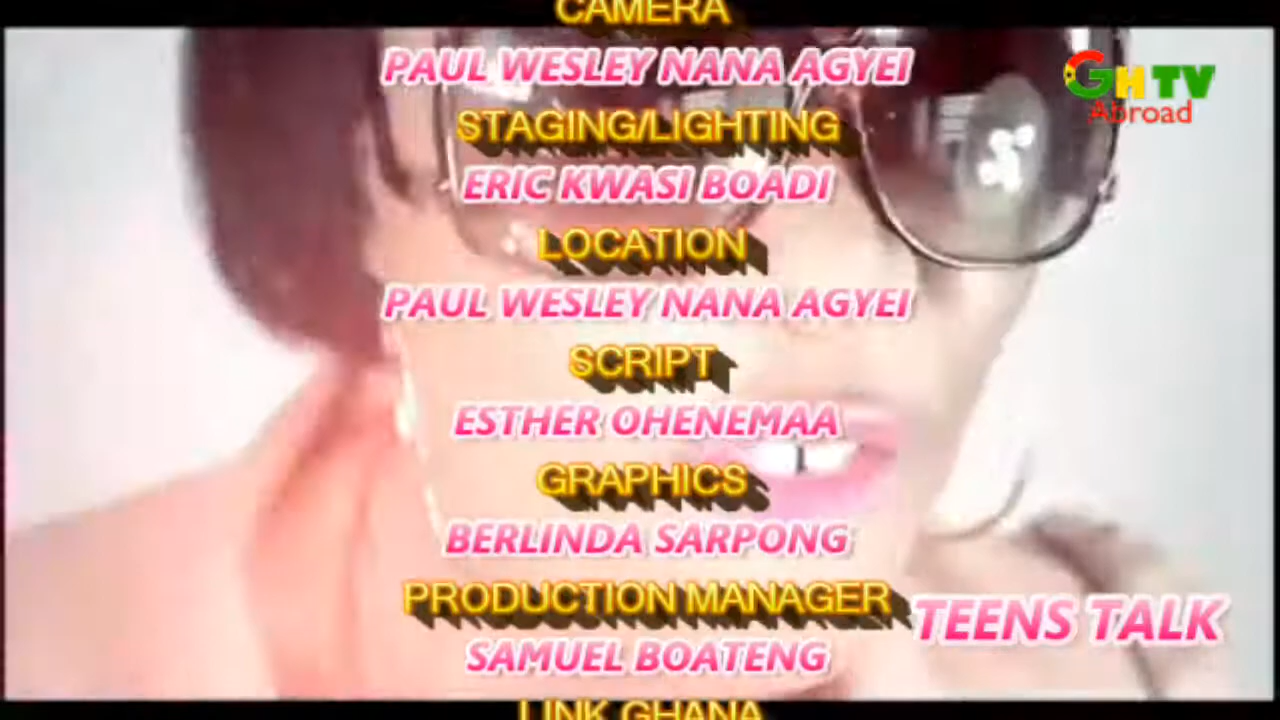 CAMERA
PAUL WESLEY NANA AGYEI
GHTV
Abroad
STAGING/LIGHTING
ERIC KWASI BOADI
LOCATION
PAUL WESLEY NANA AGYEI
SCRIPT
ESTHER OHENEMAA
GRAPHICS
BERLINDA SARPONG
PRODUCTION MANAGER
TEENS TALK
SAMUEL BOATENG
LINK GHANA